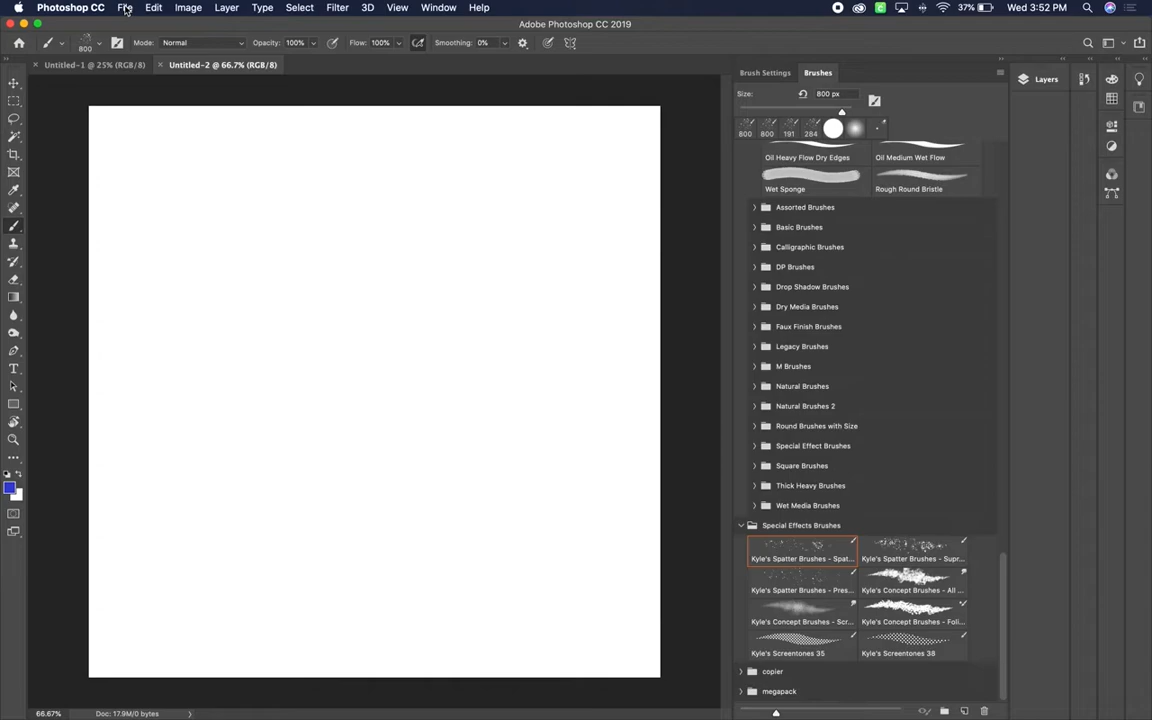 Photoshop CC File Edit Image Layer Type Select Filter 3D View Window Help 37% Wed 3:52 PM
Adobe Photoshop CC 2019
800 Mode: Normal Opacity: 100% Flow: 100% Smoothing: 0%
Untitled-1 @ 25% (RGB/8) Untitled-2 @ 66.7% (RGB/8)
Brush Settings Brushes Layers
Size: 800 px
800 800 191 284
Oil Heavy Flow Dry Edges Oil Medium Wet Flow
Wet Sponge Rough Round Bristle
Assorted Brushes
Basic Brushes
Calligraphic Brushes
DP Brushes
Drop Shadow Brushes
Dry Media Brushes
Faux Finish Brushes
Legacy Brushes
M Brushes
Natural Brushes
Natural Brushes 2
Round Brushes with Size
Special Effect Brushes
Square Brushes
Thick Heavy Brushes
Wet Media Brushes
Special Effects Brushes
Kyle's Spatter Brushes - Spat... Kyle's Spatter Brushes - Supr...
Kyle's Spatter Brushes - Pres... Kyle's Concept Brushes - All ...
Kyle's Concept Brushes - Scr... Kyle's Concept Brushes - Foli...
Kyle's Screentones 35 Kyle's Screentones 38
copier
megapack
66.67% Doc: 17.9M/0 bytes